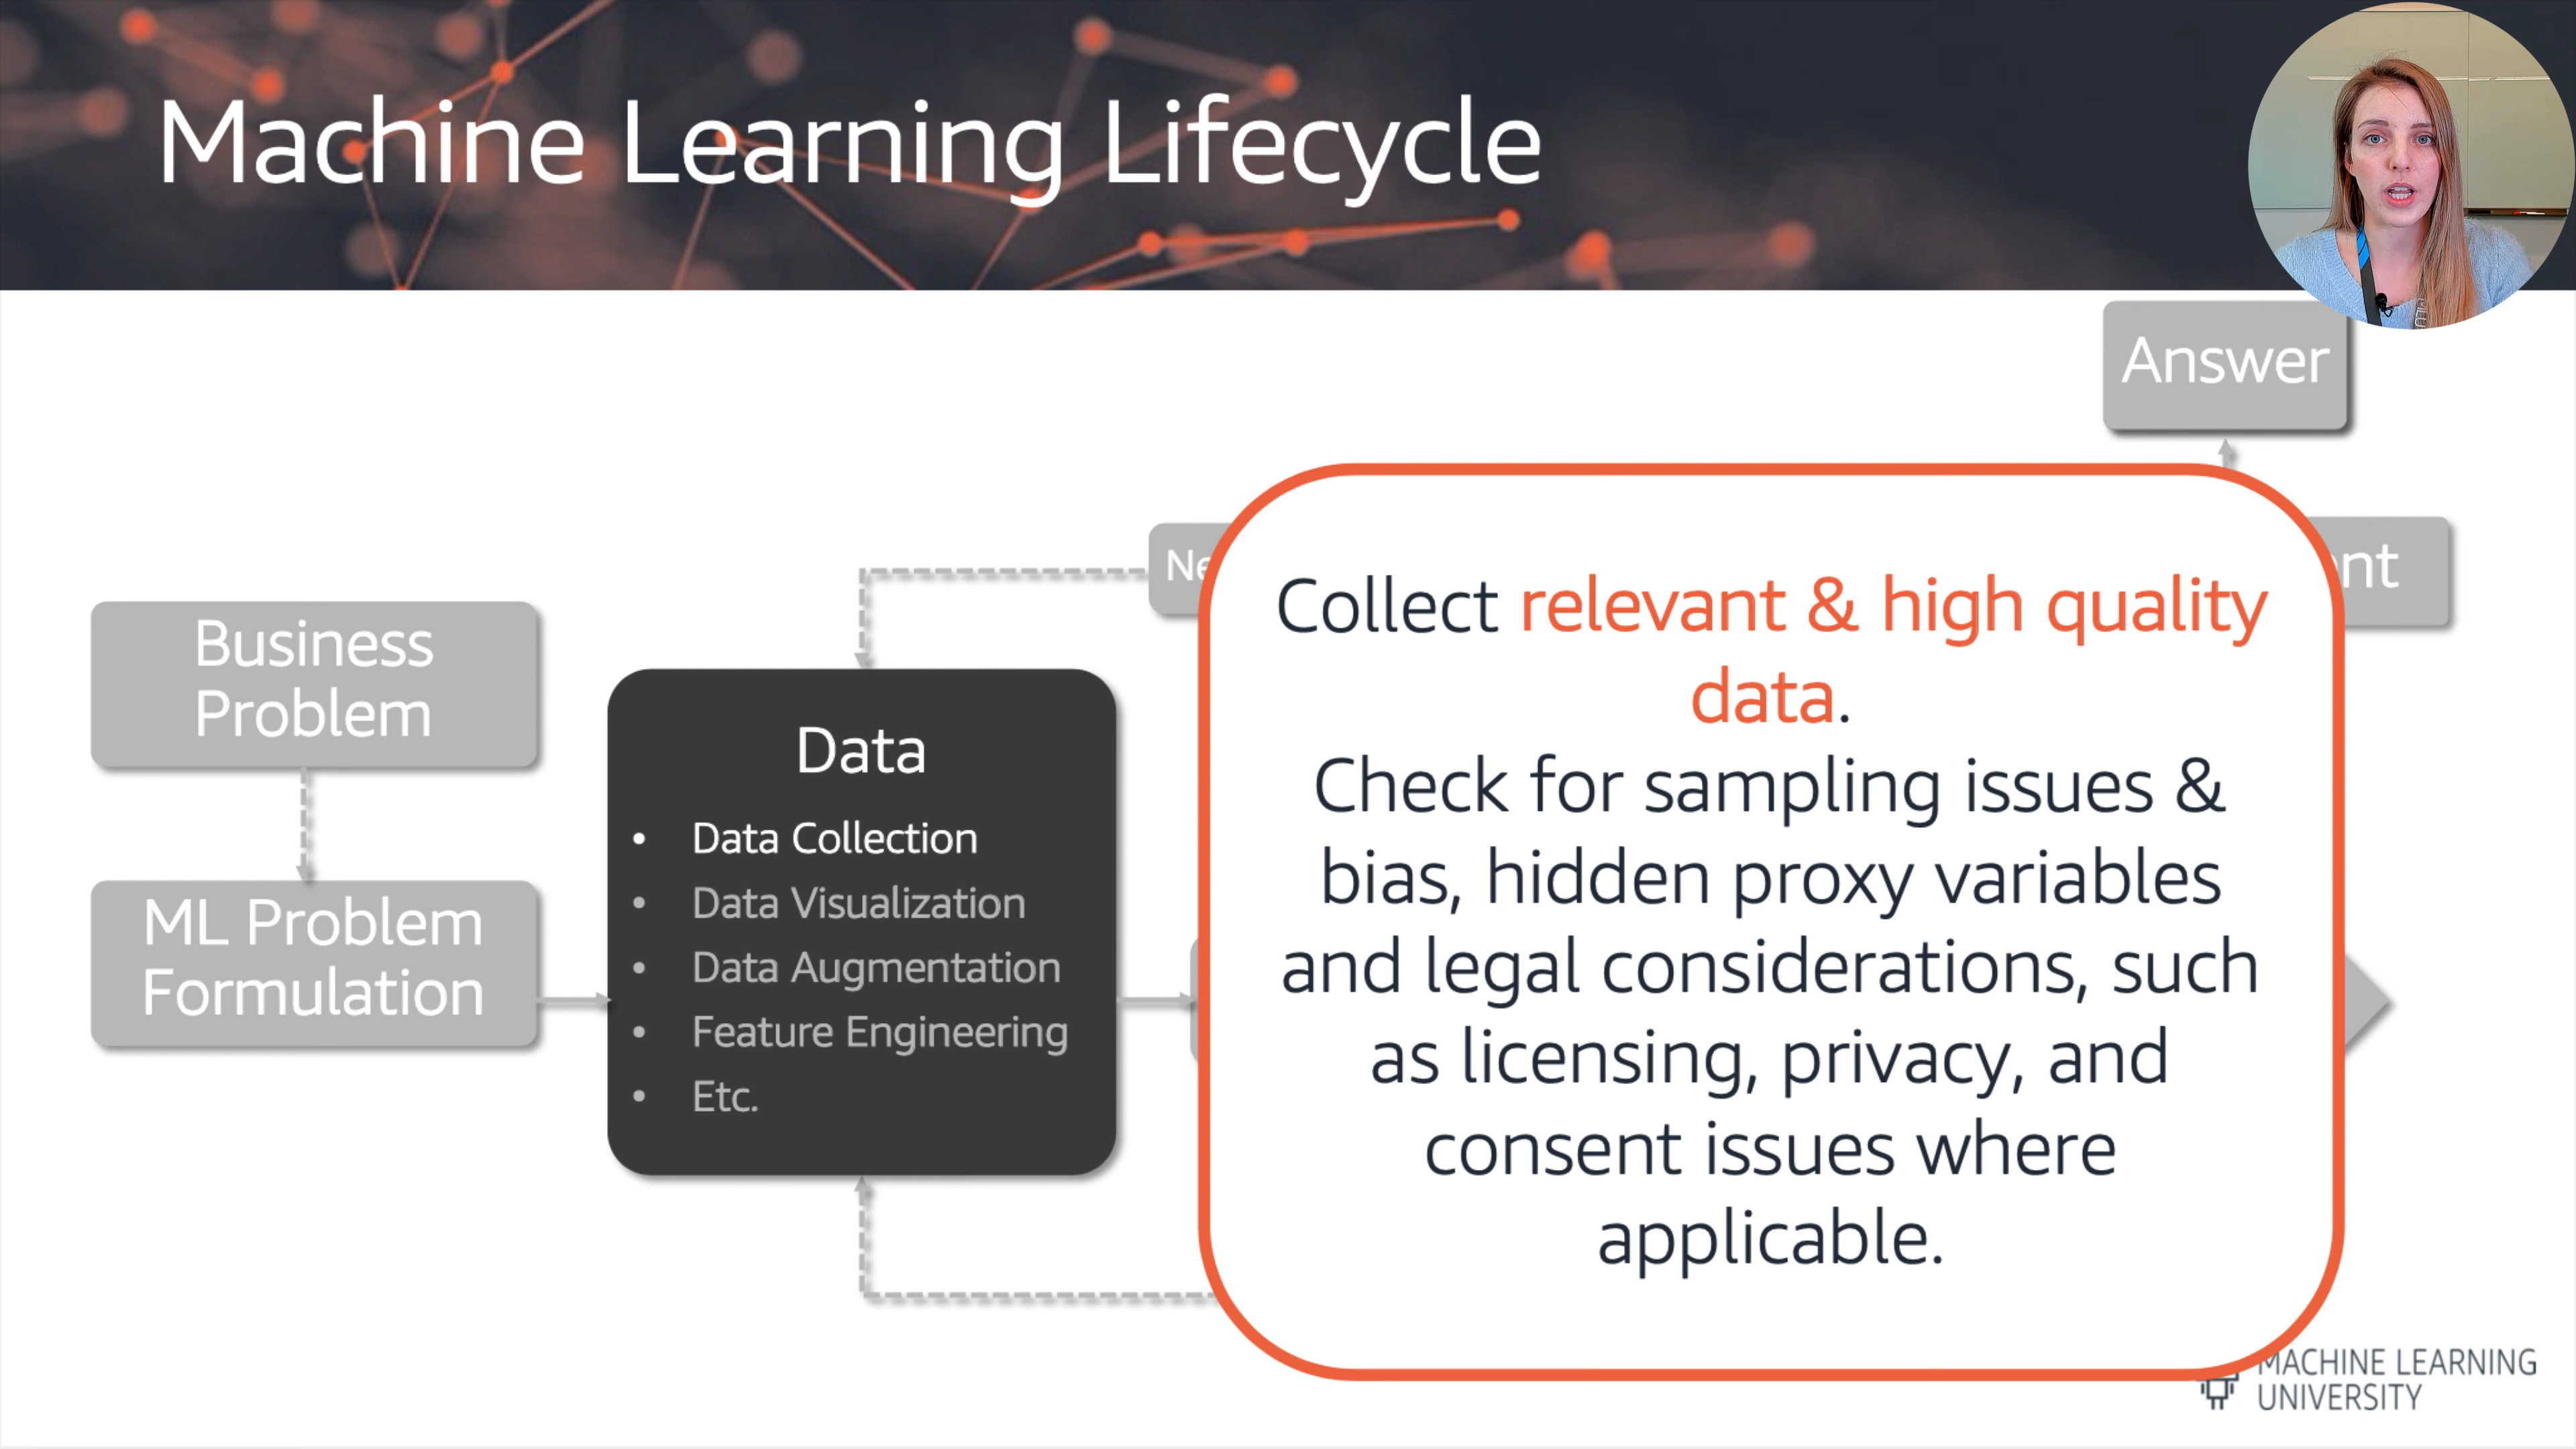 Machine Learning Lifecycle
Answer
Business
Problem
ML Problem
Formulation
Data
• Data Collection
• Data Visualization
• Data Augmentation
• Feature Engineering
• Etc.
Collect relevant & high quality
data.
Check for sampling issues &
bias, hidden proxy variables
and legal considerations, such
as licensing, privacy, and
consent issues where
applicable.
MACHINE LEARNING
UNIVERSITY